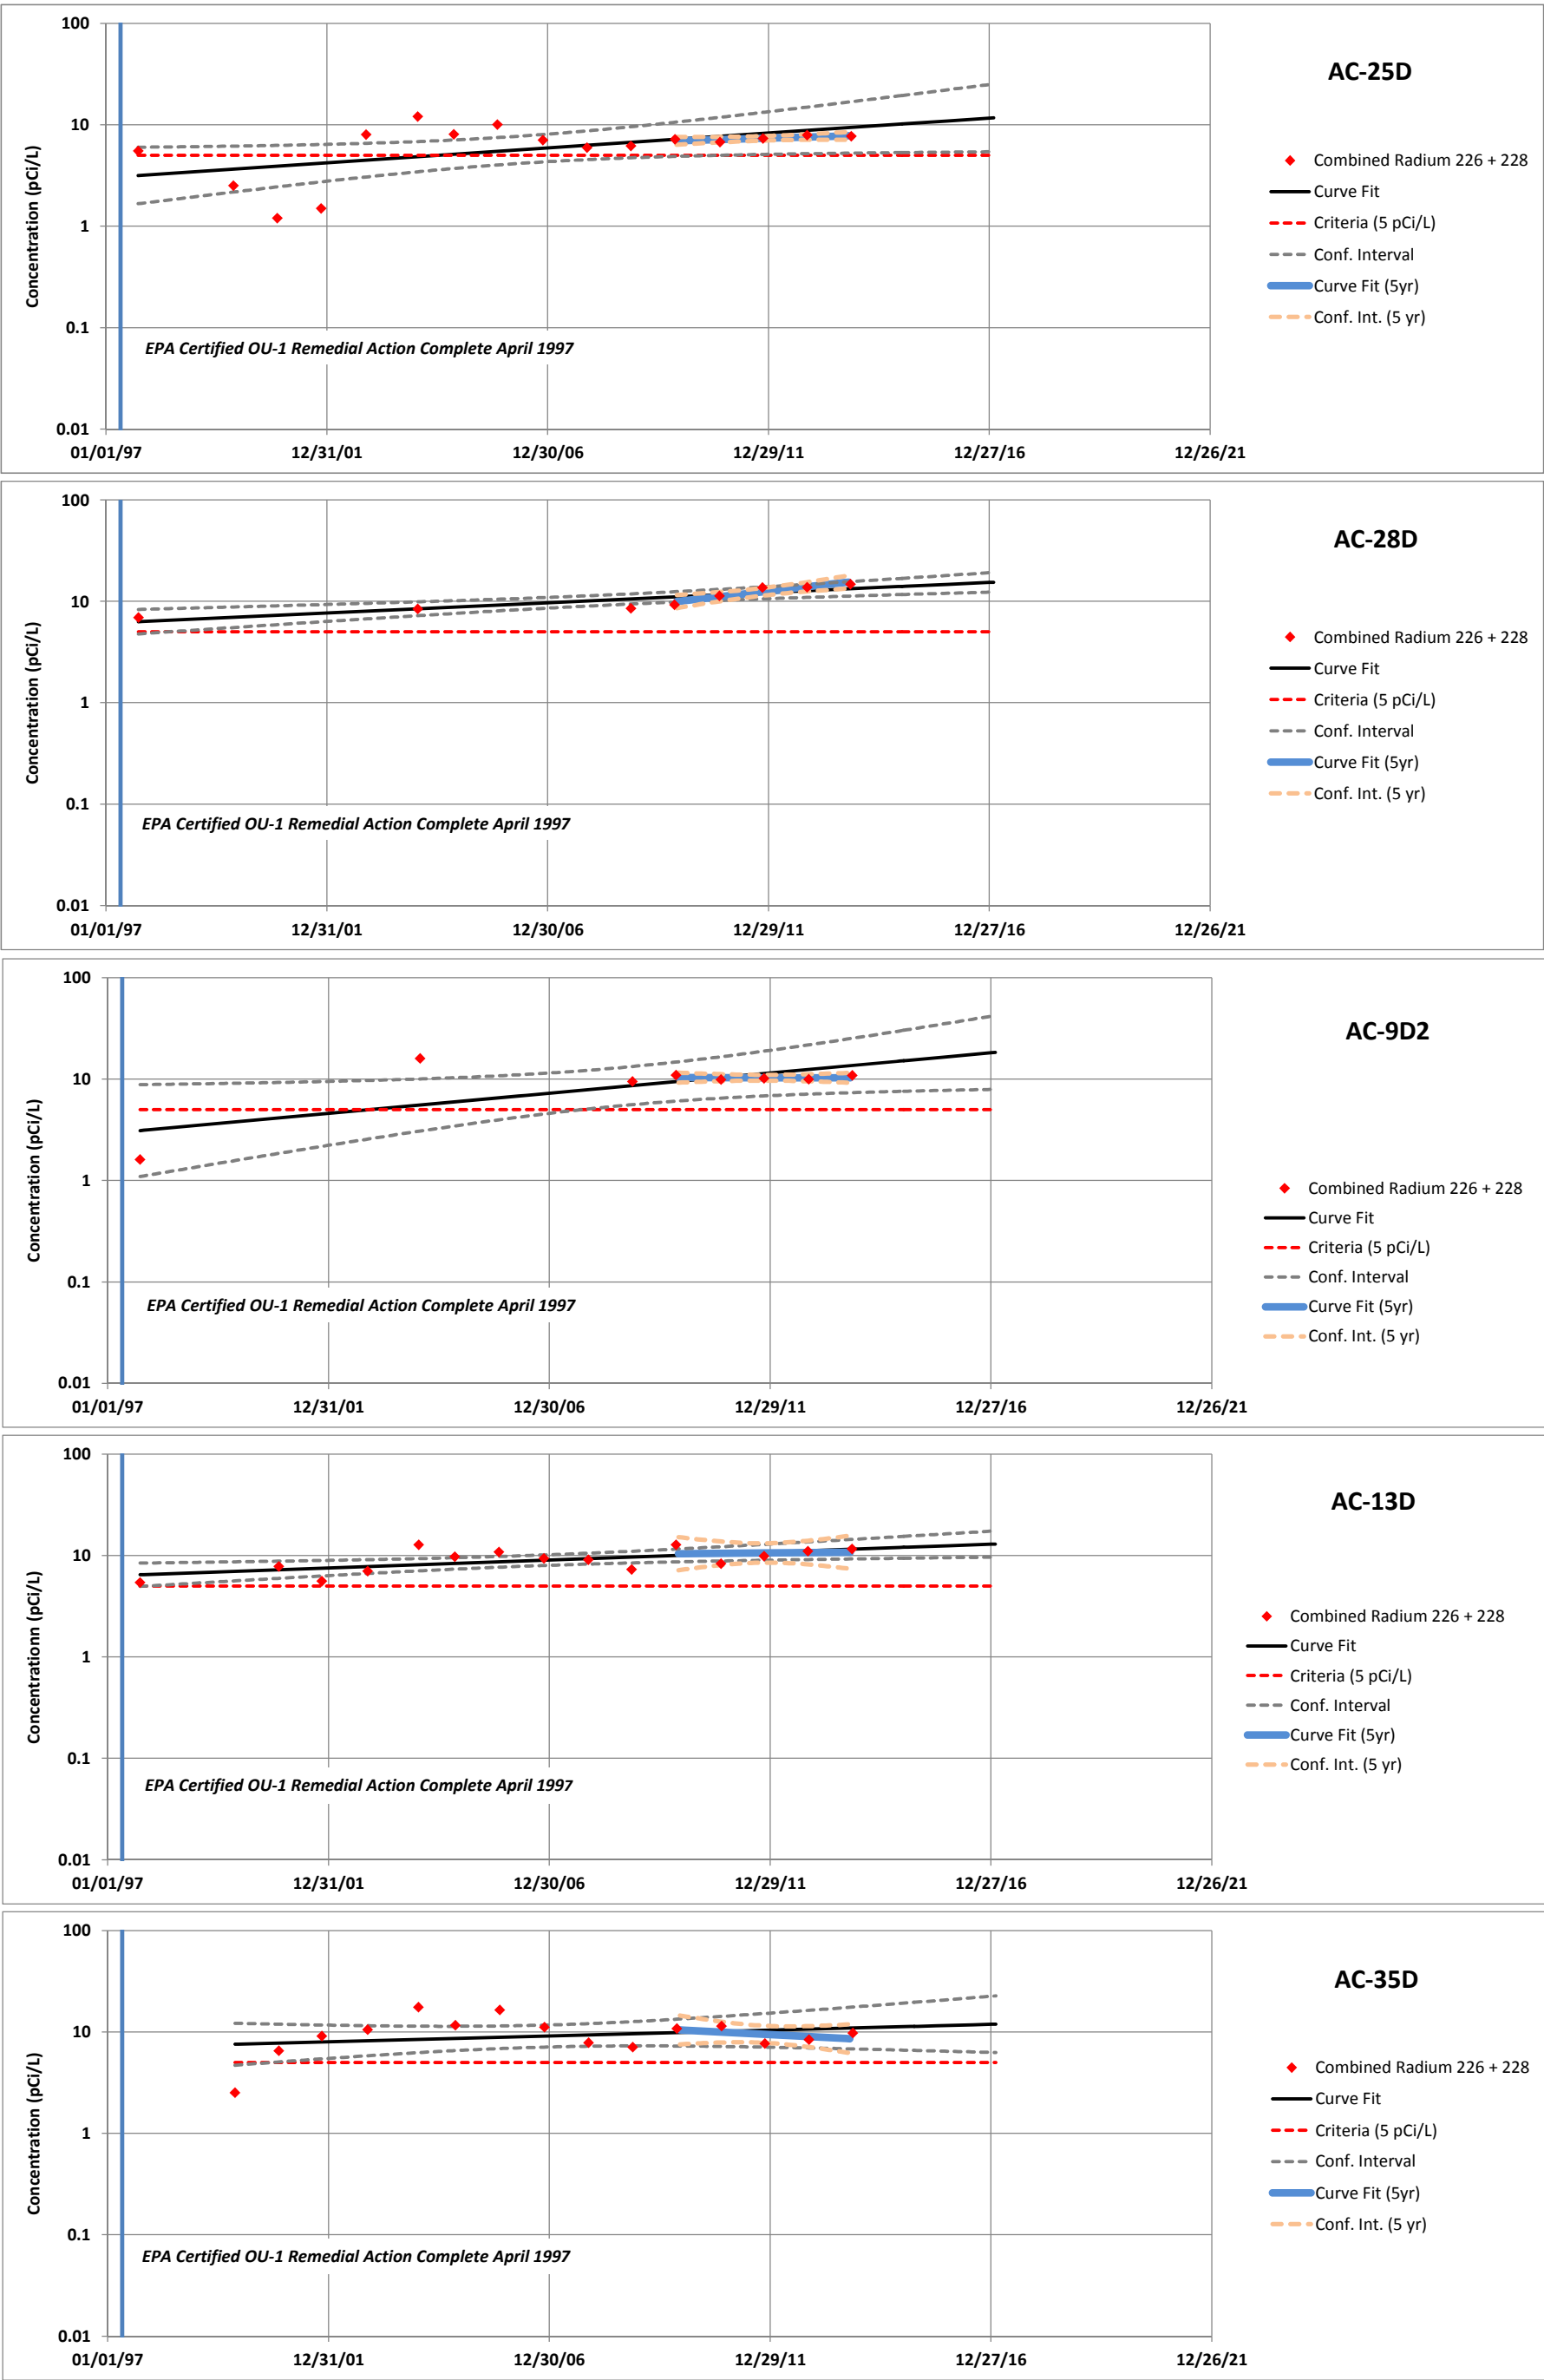 AC-25D
Concentration (pCi/L)
100
10
1
0.1
0.01
EPA Certified OU-1 Remedial Action Complete April 1997
01/01/97 12/31/01 12/30/06 12/29/11 12/27/16 12/26/21
Combined Radium 226 + 228
Curve Fit
Criteria (5 pCi/L)
Conf. Interval
Curve Fit (5yr)
Conf. Int. (5 yr)
AC-28D
Concentration (pCi/L)
100
10
1
0.1
0.01
EPA Certified OU-1 Remedial Action Complete April 1997
01/01/97 12/31/01 12/30/06 12/29/11 12/27/16 12/26/21
Combined Radium 226 + 228
Curve Fit
Criteria (5 pCi/L)
Conf. Interval
Curve Fit (5yr)
Conf. Int. (5 yr)
AC-9D2
Concentration (pCi/L)
100
10
1
0.1
0.01
EPA Certified OU-1 Remedial Action Complete April 1997
01/01/97 12/31/01 12/30/06 12/29/11 12/27/16 12/26/21
Combined Radium 226 + 228
Curve Fit
Criteria (5 pCi/L)
Conf. Interval
Curve Fit (5yr)
Conf. Int. (5 yr)
AC-13D
Concentrationn (pCi/L)
100
10
1
0.1
0.01
EPA Certified OU-1 Remedial Action Complete April 1997
01/01/97 12/31/01 12/30/06 12/29/11 12/27/16 12/26/21
Combined Radium 226 + 228
Curve Fit
Criteria (5 pCi/L)
Conf. Interval
Curve Fit (5yr)
Conf. Int. (5 yr)
AC-35D
Concentration (pCi/L)
100
10
1
0.1
0.01
EPA Certified OU-1 Remedial Action Complete April 1997
01/01/97 12/31/01 12/30/06 12/29/11 12/27/16 12/26/21
Combined Radium 226 + 228
Curve Fit
Criteria (5 pCi/L)
Conf. Interval
Curve Fit (5yr)
Conf. Int. (5 yr)